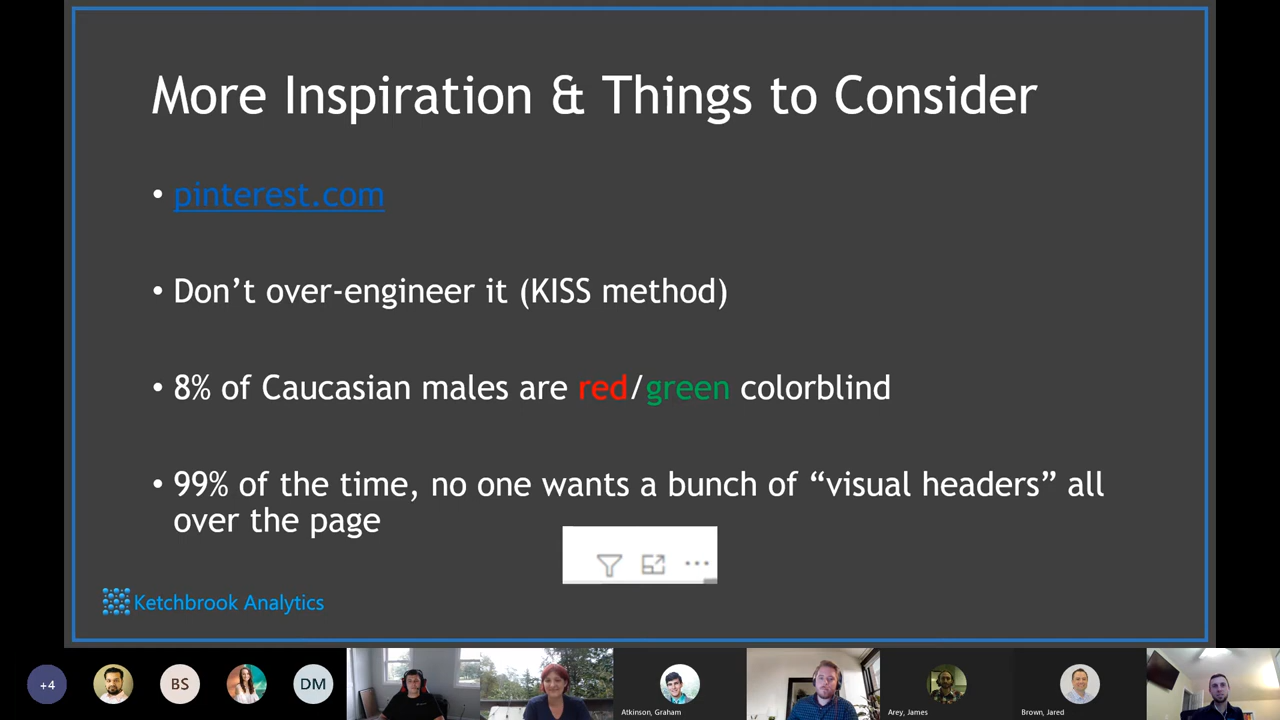 More Inspiration & Things to Consider
• pinterest.com
• Don’t over-engineer it (KISS method)
• 8% of Caucasian males are red/green colorblind
• 99% of the time, no one wants a bunch of “visual headers” all
over the page
Ketchbrook Analytics
+4
BS
DM
Atkinson, Graham
Arey, James
Brown, Jared